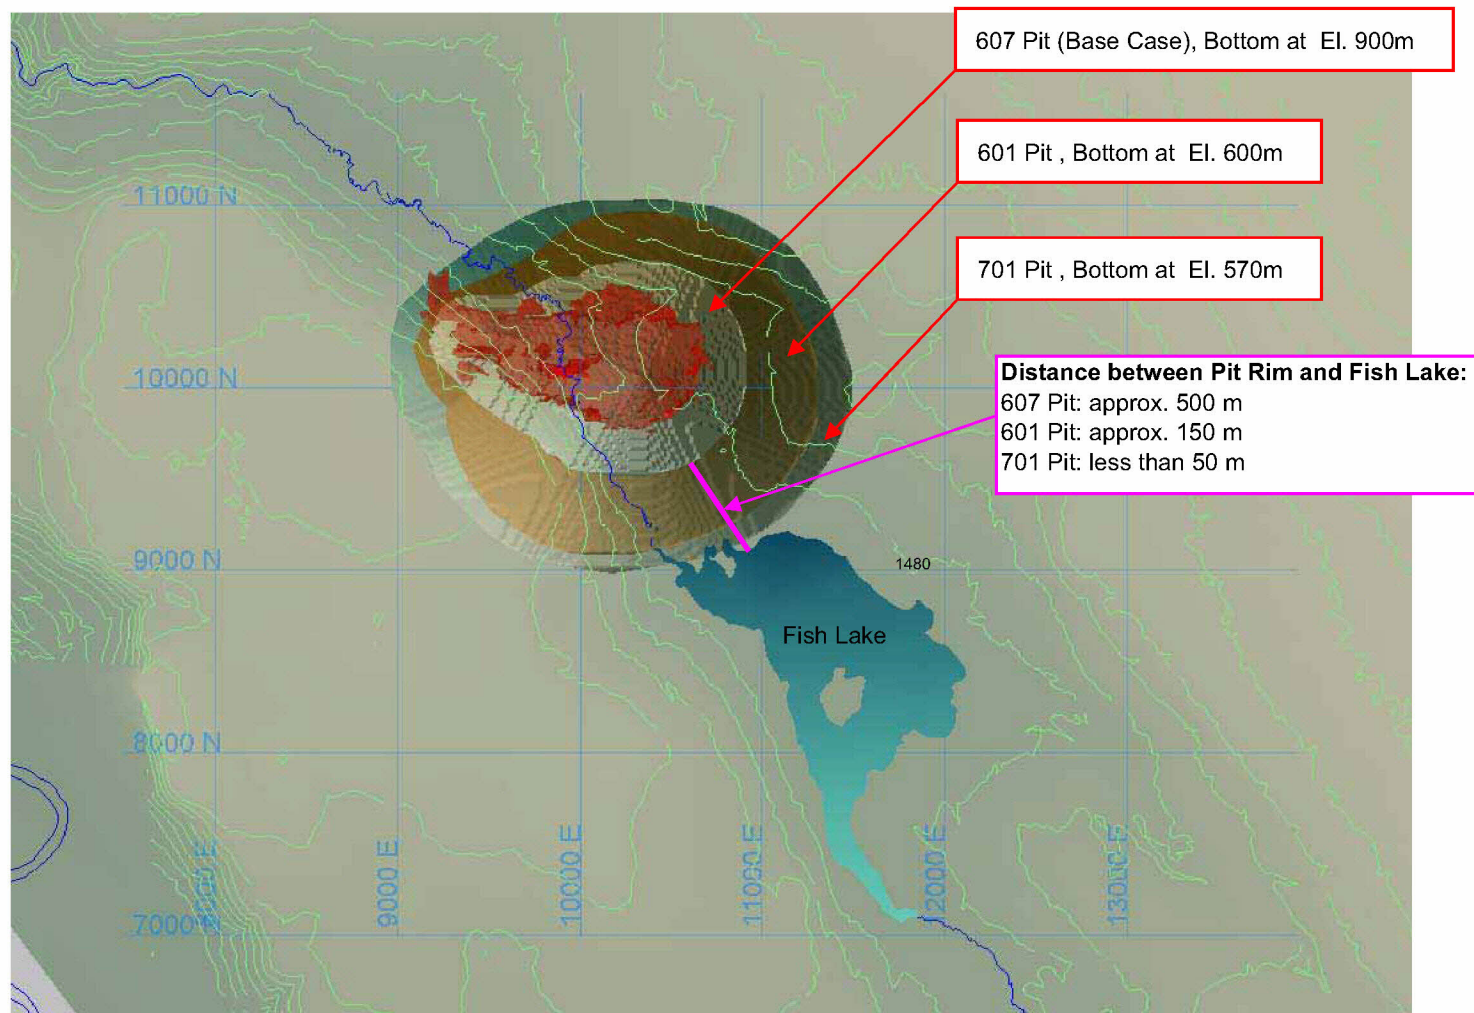 607 Pit (Base Case), Bottom at El. 900m
601 Pit , Bottom at El. 600m
701 Pit , Bottom at El. 570m
Distance between Pit Rim and Fish Lake:
607 Pit: approx. 500 m
601 Pit: approx. 150 m
701 Pit: less than 50 m
11000 N
10000 N
9000 N
1480
Fish Lake
8000 N
7000 N
9000 E
10000 E
11000 E
12000 E
13000 E